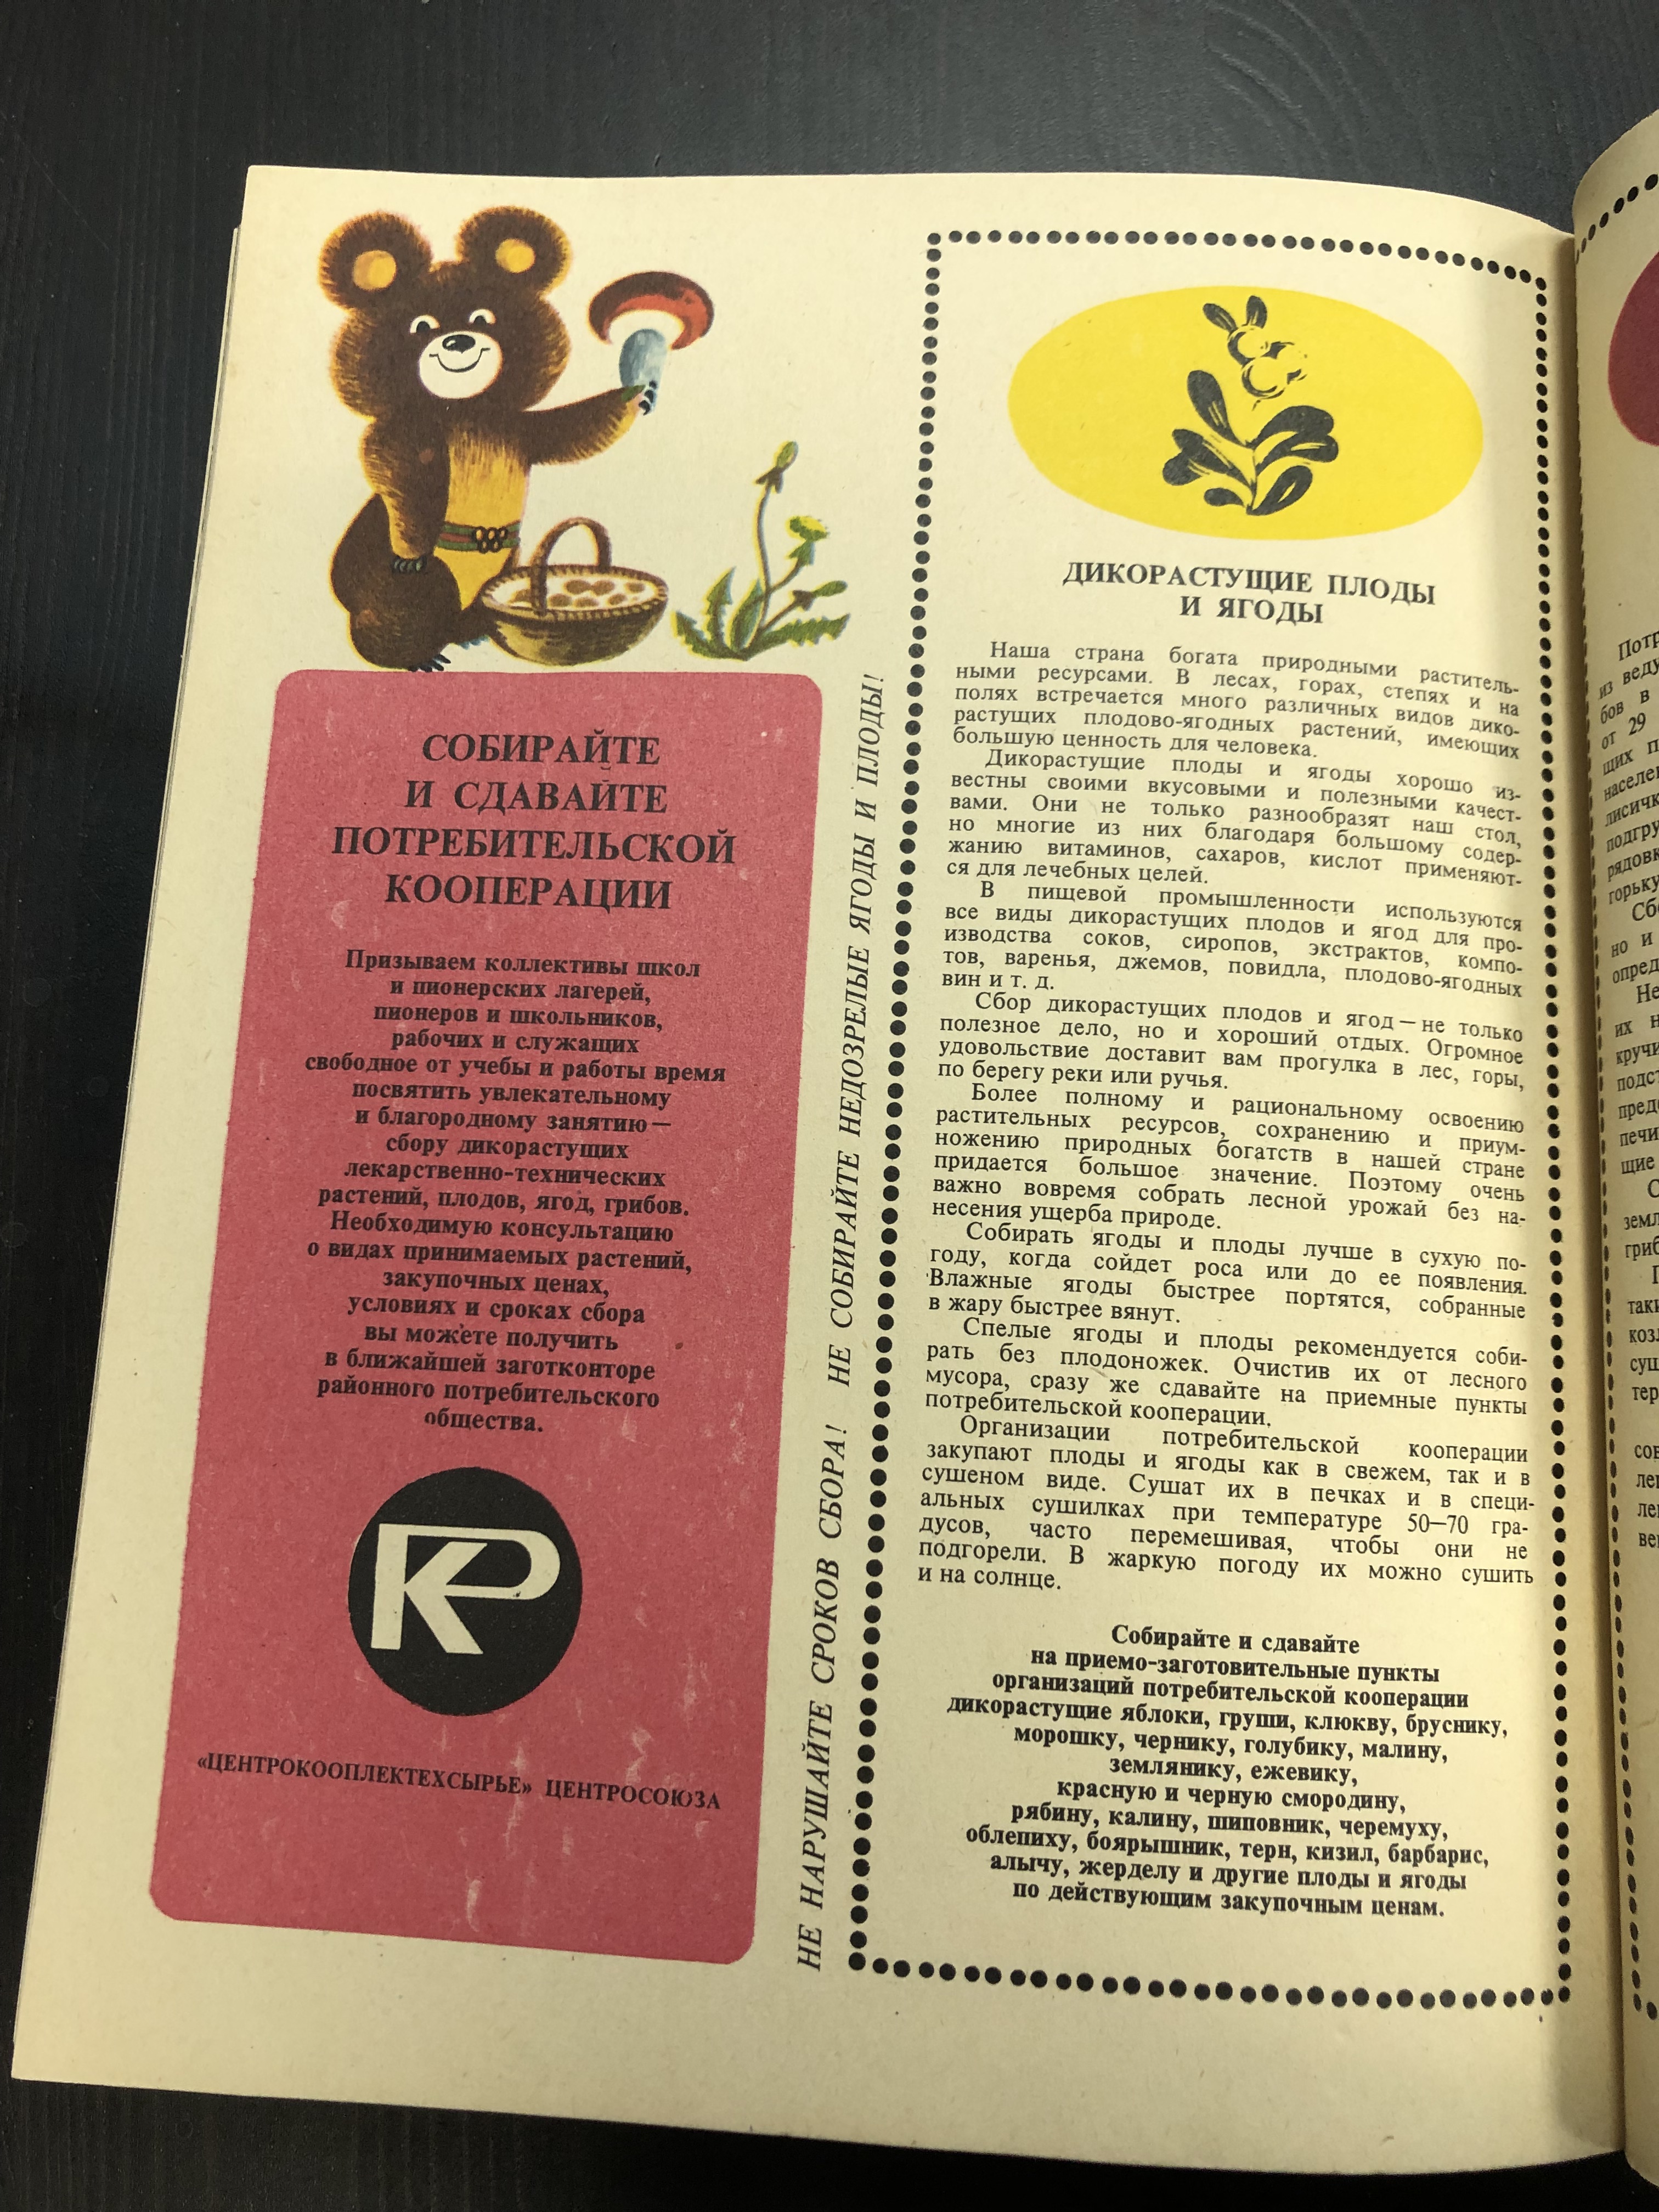 СОБИРАЙТЕ
И СДАВАЙТЕ
ПОТРЕБИТЕЛЬСКОЙ
КООПЕРАЦИИ
Призываем коллективы школ
и пионерских лагерей,
пионеров и школьников,
рабочих и служащих
свободное от учебы и работы время
посвятить увлекательному
и благородному занятию —
сбору дикорастущих
лекарственно-технических
растений, плодов, ягод, грибов.
Необходимую консультацию
о видах принимаемых растений,
закупочных ценах,
условиях и сроках сбора
вы можете получить
в ближайшей заготконторе
районного потребительского
общества.
КР
«ЦЕНТРОКООПЛЕКТЕХСЫРЬЕ» ЦЕНТРОСОЮЗА
НЕ НАРУШАЙТЕ СРОКОВ СБОРА! НЕ СОБИРАЙТЕ НЕДОЗРЕЛЫЕ ЯГОДЫ И ПЛОДЫ!
ДИКОРАСТУЩИЕ ПЛОДЫ
И ЯГОДЫ
Наша страна богата природными раститель-
ными ресурсами. В лесах, горах, степях и на
полях встречается много различных видов дико-
растущих плодово-ягодных растений, имеющих
большую ценность для человека.
Дикорастущие плоды и ягоды хорошо из-
вестны своими вкусовыми и полезными качест-
вами. Они не только разнообразят наш стол,
но многие из них благодаря большому содер-
жанию витаминов, сахаров, кислот применяют-
ся для лечебных целей.
В пищевой промышленности используются
все виды дикорастущих плодов и ягод для про-
изводства соков, сиропов, экстрактов, компо-
тов, варенья, джемов, повидла, плодово-ягодных
вин и т. д.
Сбор дикорастущих плодов и ягод — не только
полезное дело, но и хороший отдых. Огромное
удовольствие доставит вам прогулка в лес, горы,
по берегу реки или ручья.
Более полному и рациональному освоению
растительных ресурсов, сохранению и приум-
ножению природных богатств в нашей стране
придается большое значение. Поэтому очень
важно вовремя собрать лесной урожай без на-
несения ущерба природе.
Собирать ягоды и плоды лучше в сухую по-
году, когда сойдет роса или до ее появления.
Влажные ягоды быстрее портятся, собранные
в жару быстрее вянут.
Спелые ягоды и плоды рекомендуется соби-
рать без плодоножек. Очистив их от лесного
мусора, сразу же сдавайте на приемные пункты
потребительской кооперации.
Организации потребительской кооперации
закупают плоды и ягоды как в свежем, так и в
сушеном виде. Сушат их в печках и в специ-
альных сушилках при температуре 50—70 гра-
дусов, часто перемешивая, чтобы они не
подгорели. В жаркую погоду их можно сушить
и на солнце.
Собирайте и сдавайте
на приемо-заготовительные пункты
организаций потребительской кооперации
дикорастущие яблоки, груши, клюкву, бруснику,
морошку, чернику, голубику, малину,
землянику, ежевику,
красную и черную смородину,
рябину, калину, шиповник, черемуху,
облепиху, боярышник, терн, кизил, барбарис,
алычу, жерделу и другие плоды и ягоды
по действующим закупочным ценам.